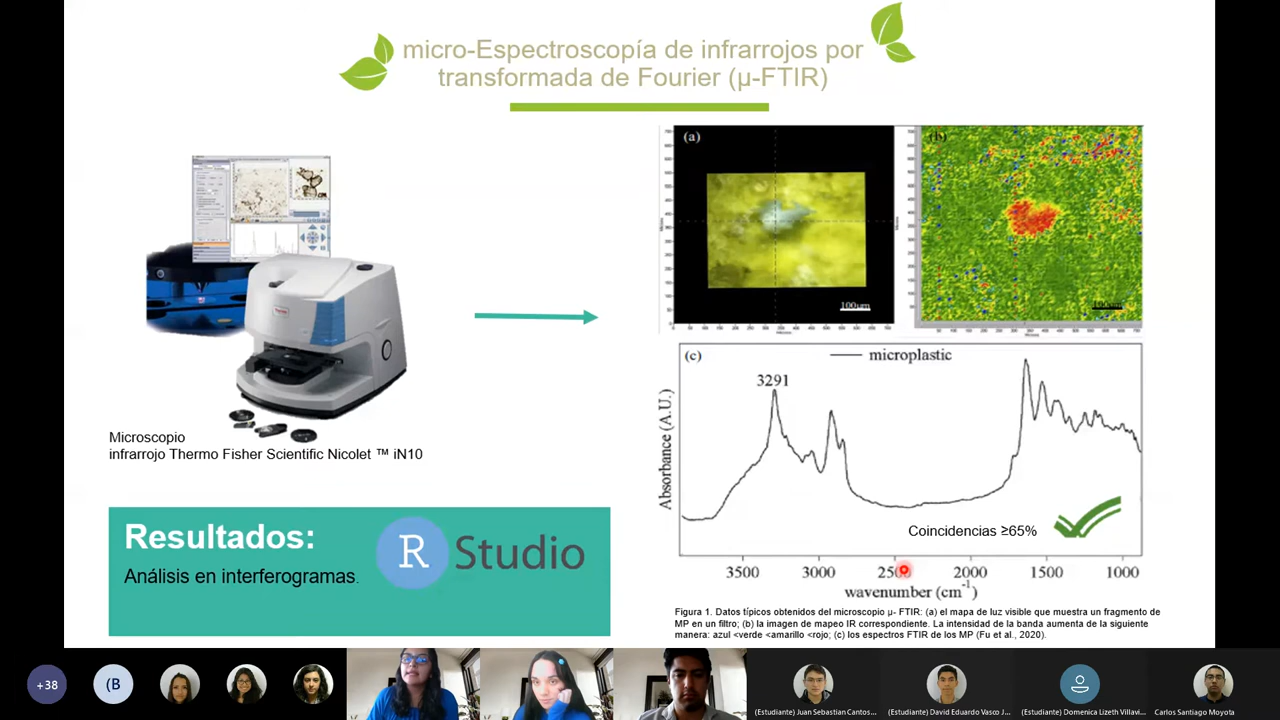 micro-Espectroscopía de infrarrojos por
transformada de Fourier (µ-FTIR)
(a)
100µm
(b)
100µm
Microscopio
infrarrojo Thermo Fisher Scientific Nicolet ™ iN10
(c)
microplastic
3291
Absorbance (A.U.)
Coincidencias ≥65%
3500 3000 2500 2000 1500 1000
wavenumber (cm-1)
Resultados:
Análisis en interferogramas.
R Studio
Figura 1. Datos típicos obtenidos del microscopio µ- FTIR: (a) el mapa de luz visible que muestra un fragmento de
MP en un filtro; (b) la imagen de mapeo IR correspondiente. La intensidad de la banda aumenta de la siguiente
manera: azul <verde <amarillo <rojo; (c) los espectros FTIR de los MP (Fu et al., 2020).
+38
(B
(Estudiante) Juan Sebastian Cantos...
(Estudiante) David Eduardo Vasco J...
(Estudiante) Domenica Lizeth Villavi...
Carlos Santiago Moyota